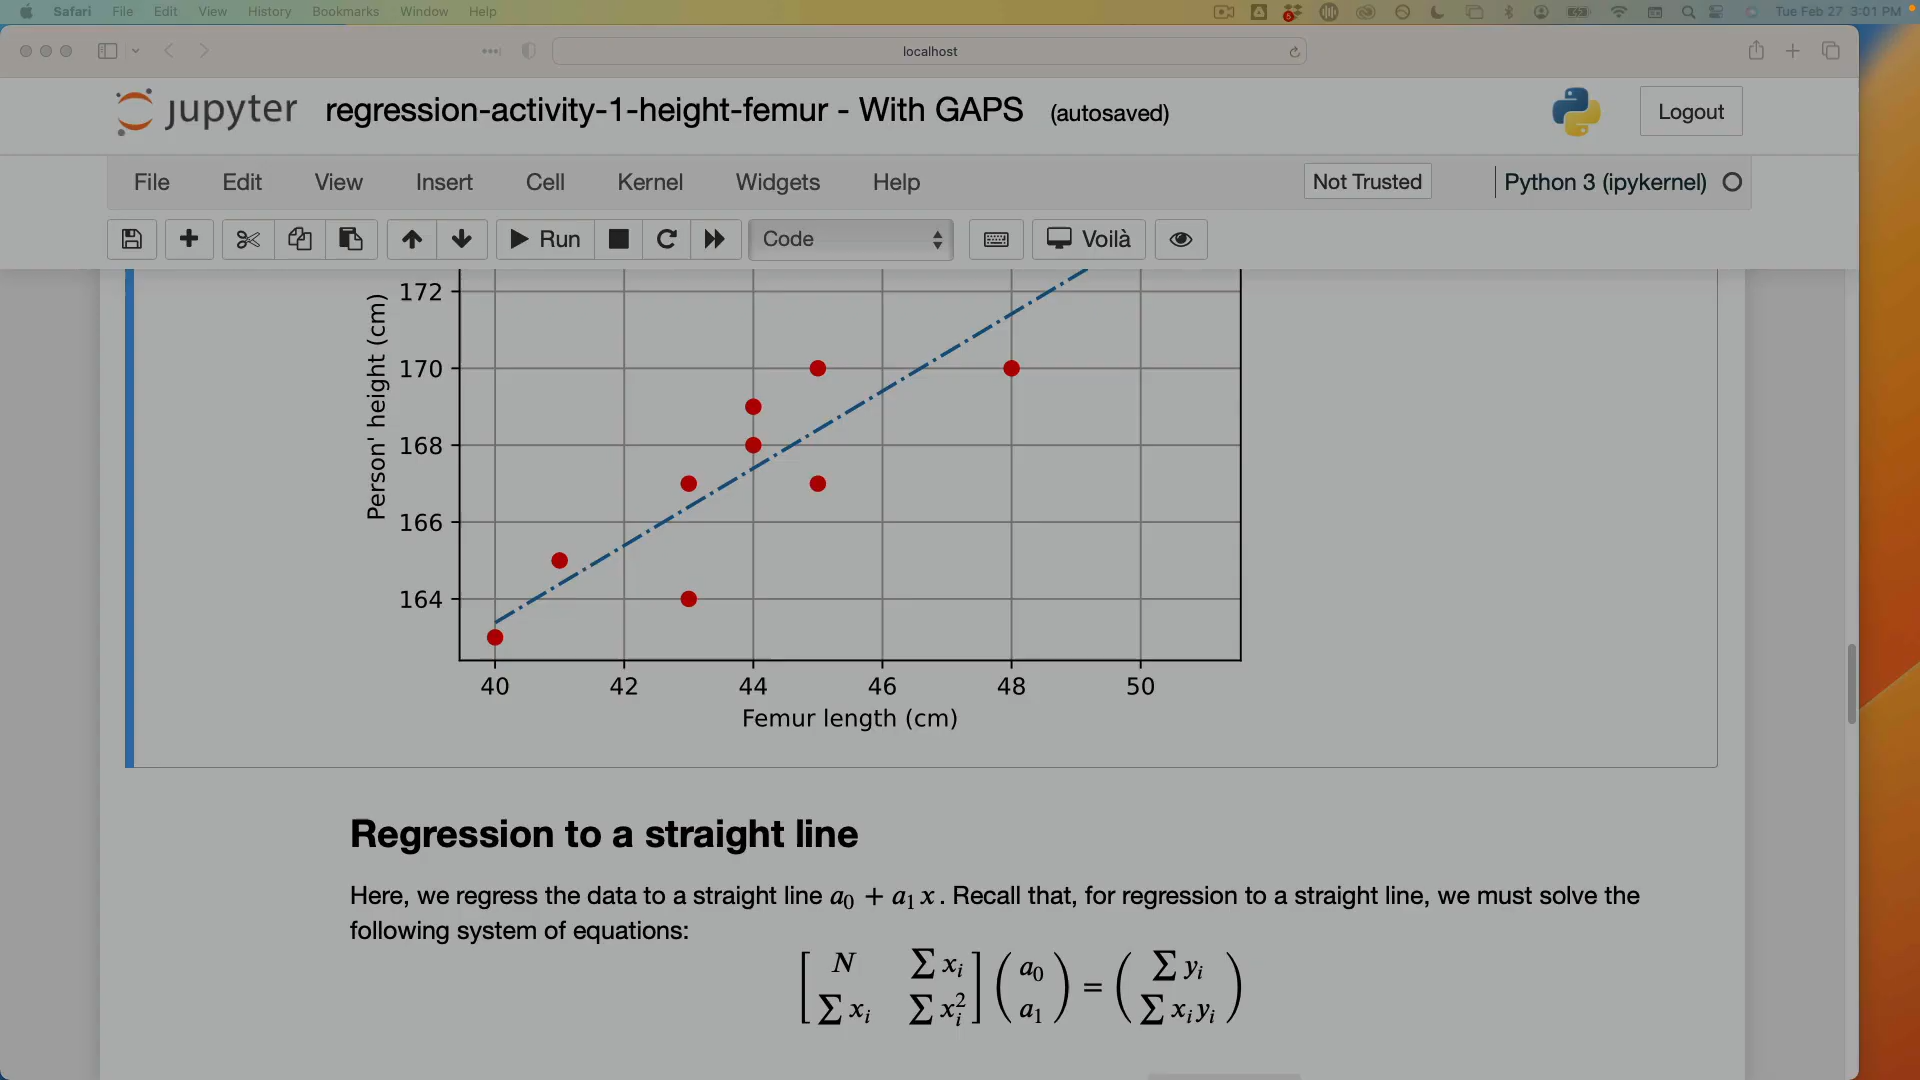 Safari File Edit View History Bookmarks Window Help Tue Feb 27 3:01 PM
localhost
jupyter regression-activity-1-height-femur - With GAPS (autosaved) Logout
File Edit View Insert Cell Kernel Widgets Help Not Trusted Python 3 (ipykernel)
Run Code Voilà
172
170
168
166
164
Person' height (cm)
40 42 44 46 48 50
Femur length (cm)
Regression to a straight line
Here, we regress the data to a straight line a₀ + a₁x. Recall that, for regression to a straight line, we must solve the
following system of equations:
[ N ∑ xᵢ ] ( a₀ ) = ( ∑ yᵢ )
[ ∑ xᵢ ∑ xᵢ² ] ( a₁ ) ( ∑ xᵢyᵢ )